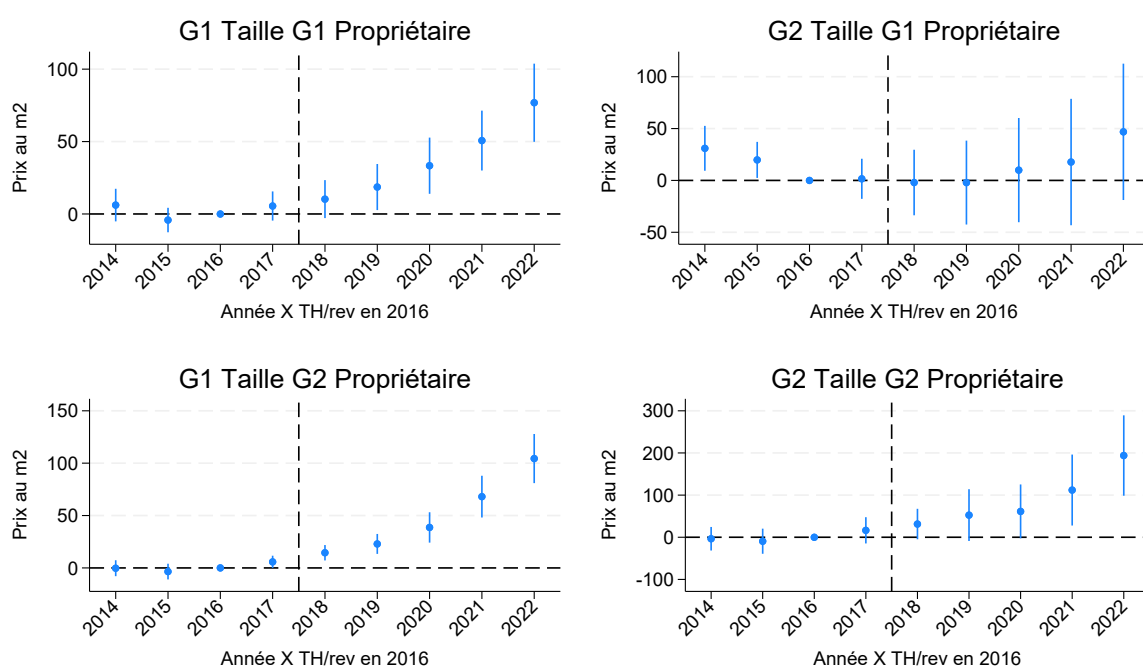 G1 Taille G1 Propriétaire
Prix au m2
100
50
0
2014 2015 2016 2017 2018 2019 2020 2021 2022
Année X TH/rev en 2016
G2 Taille G1 Propriétaire
Prix au m2
100
50
0
-50
2014 2015 2016 2017 2018 2019 2020 2021 2022
Année X TH/rev en 2016
G1 Taille G2 Propriétaire
Prix au m2
150
100
50
0
2014 2015 2016 2017 2018 2019 2020 2021 2022
Année X TH/rev en 2016
G2 Taille G2 Propriétaire
Prix au m2
300
200
100
0
-100
2014 2015 2016 2017 2018 2019 2020 2021 2022
Année X TH/rev en 2016